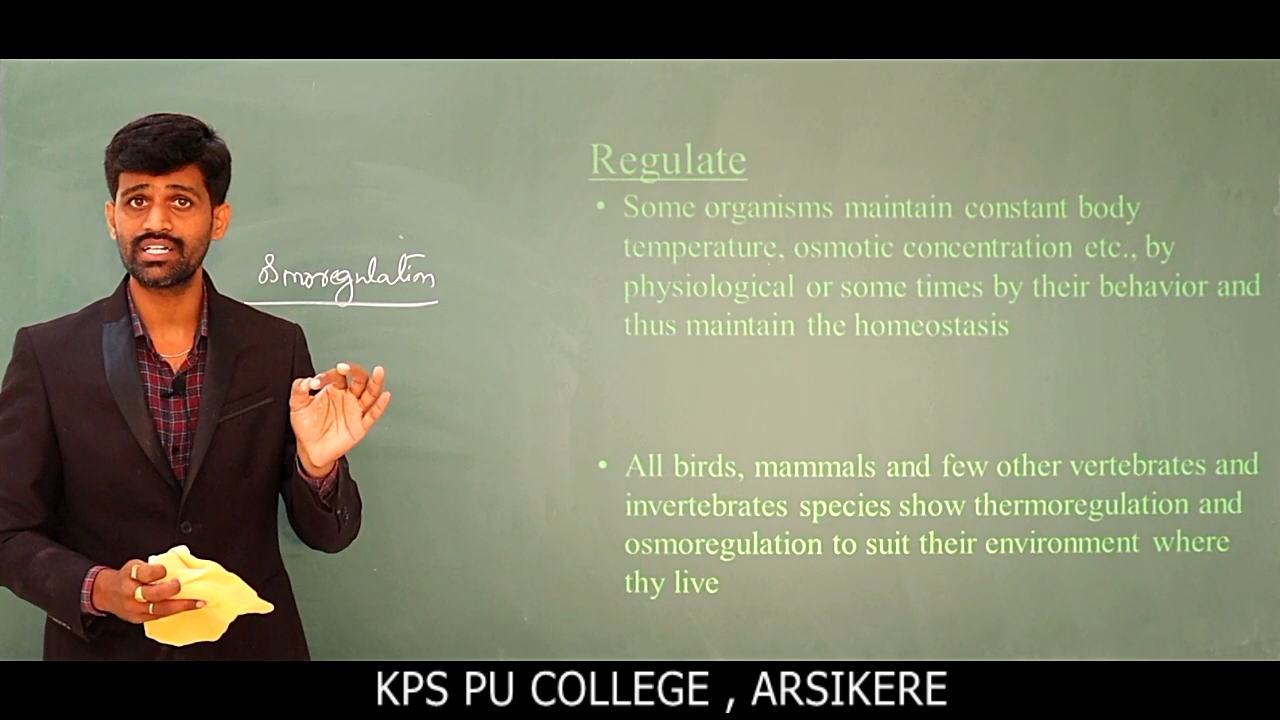 Osmoregulation
Regulate
• Some organisms maintain constant body
temperature, osmotic concentration etc., by
physiological or some times by their behavior and
thus maintain the homeostasis
• All birds, mammals and few other vertebrates and
invertebrates species show thermoregulation and
osmoregulation to suit their environment where
thy live
KPS PU COLLEGE , ARSIKERE